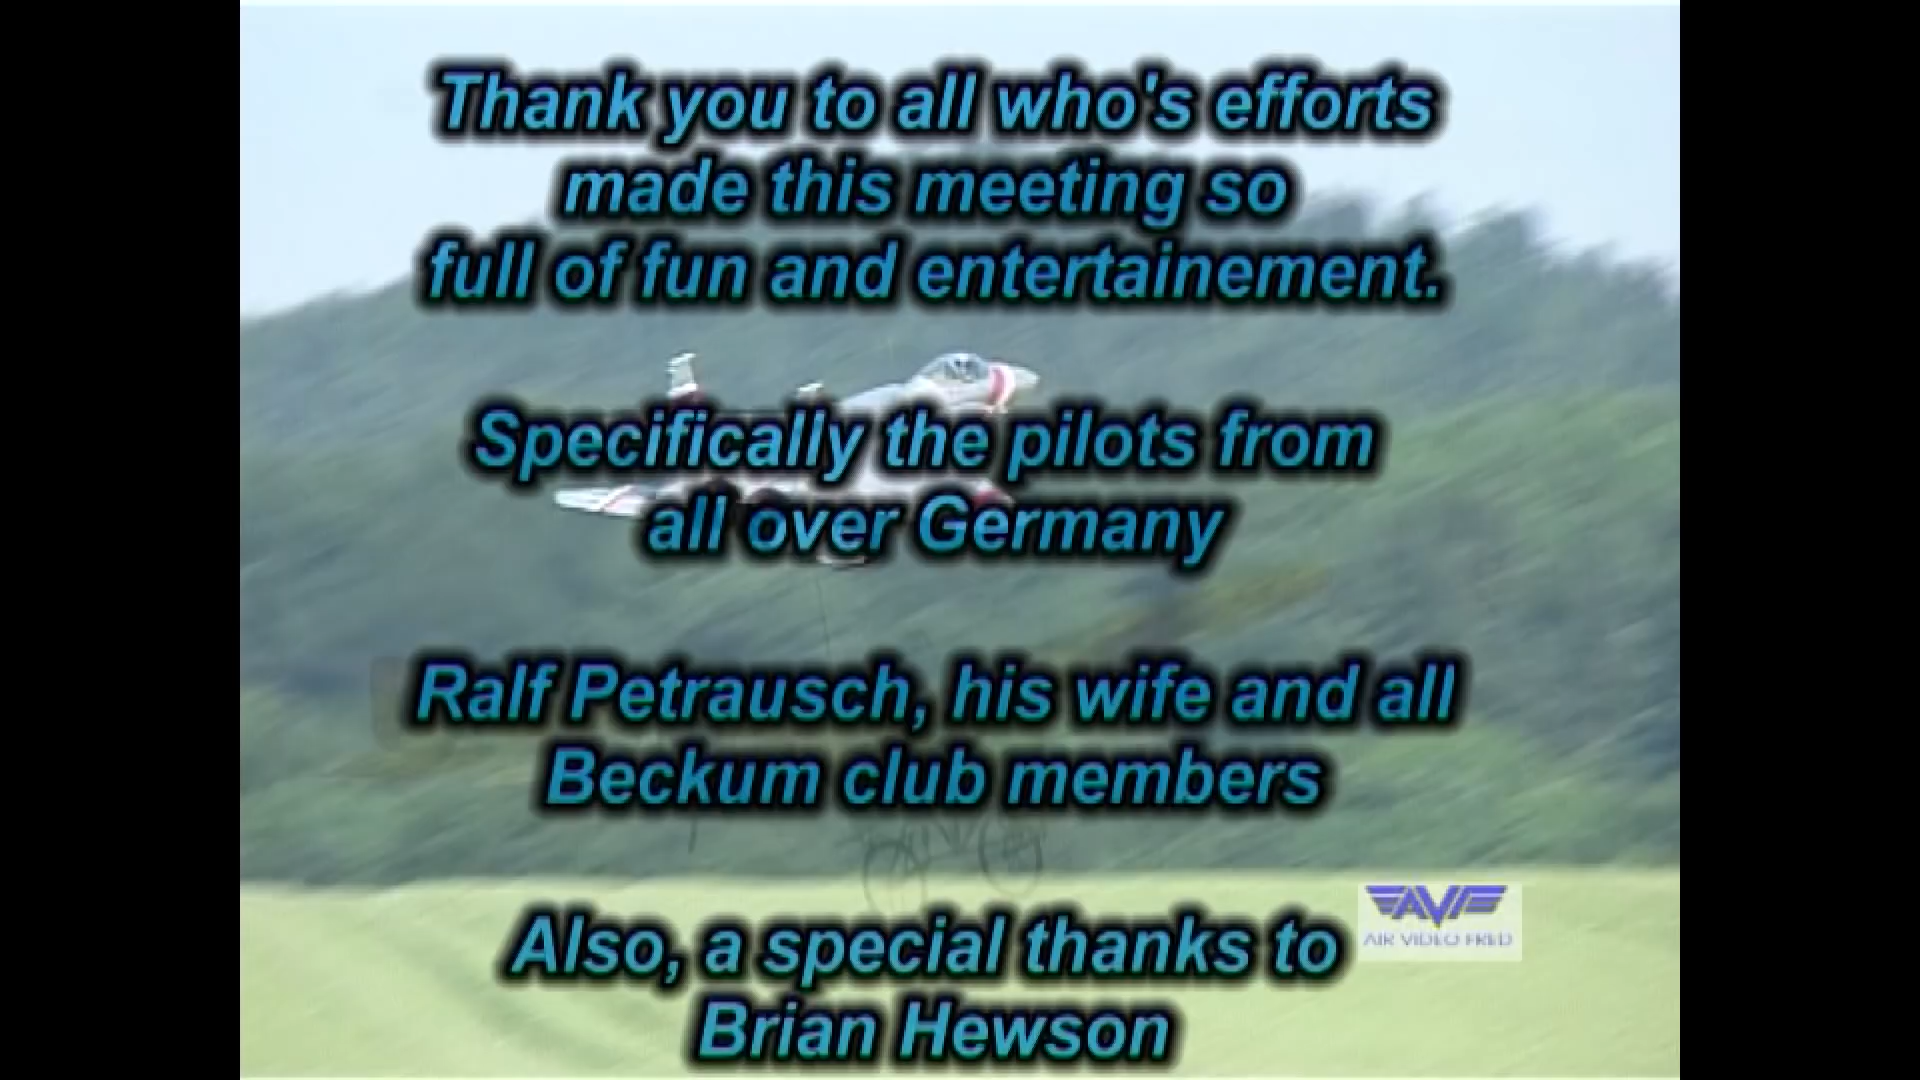 Thank you to all who's efforts
made this meeting so
full of fun and entertainement.
Specifically the pilots from
all over Germany
Ralf Petrausch, his wife and all
Beckum club members
AVF
AIR VIDEO FRED
Also, a special thanks to
Brian Hewson